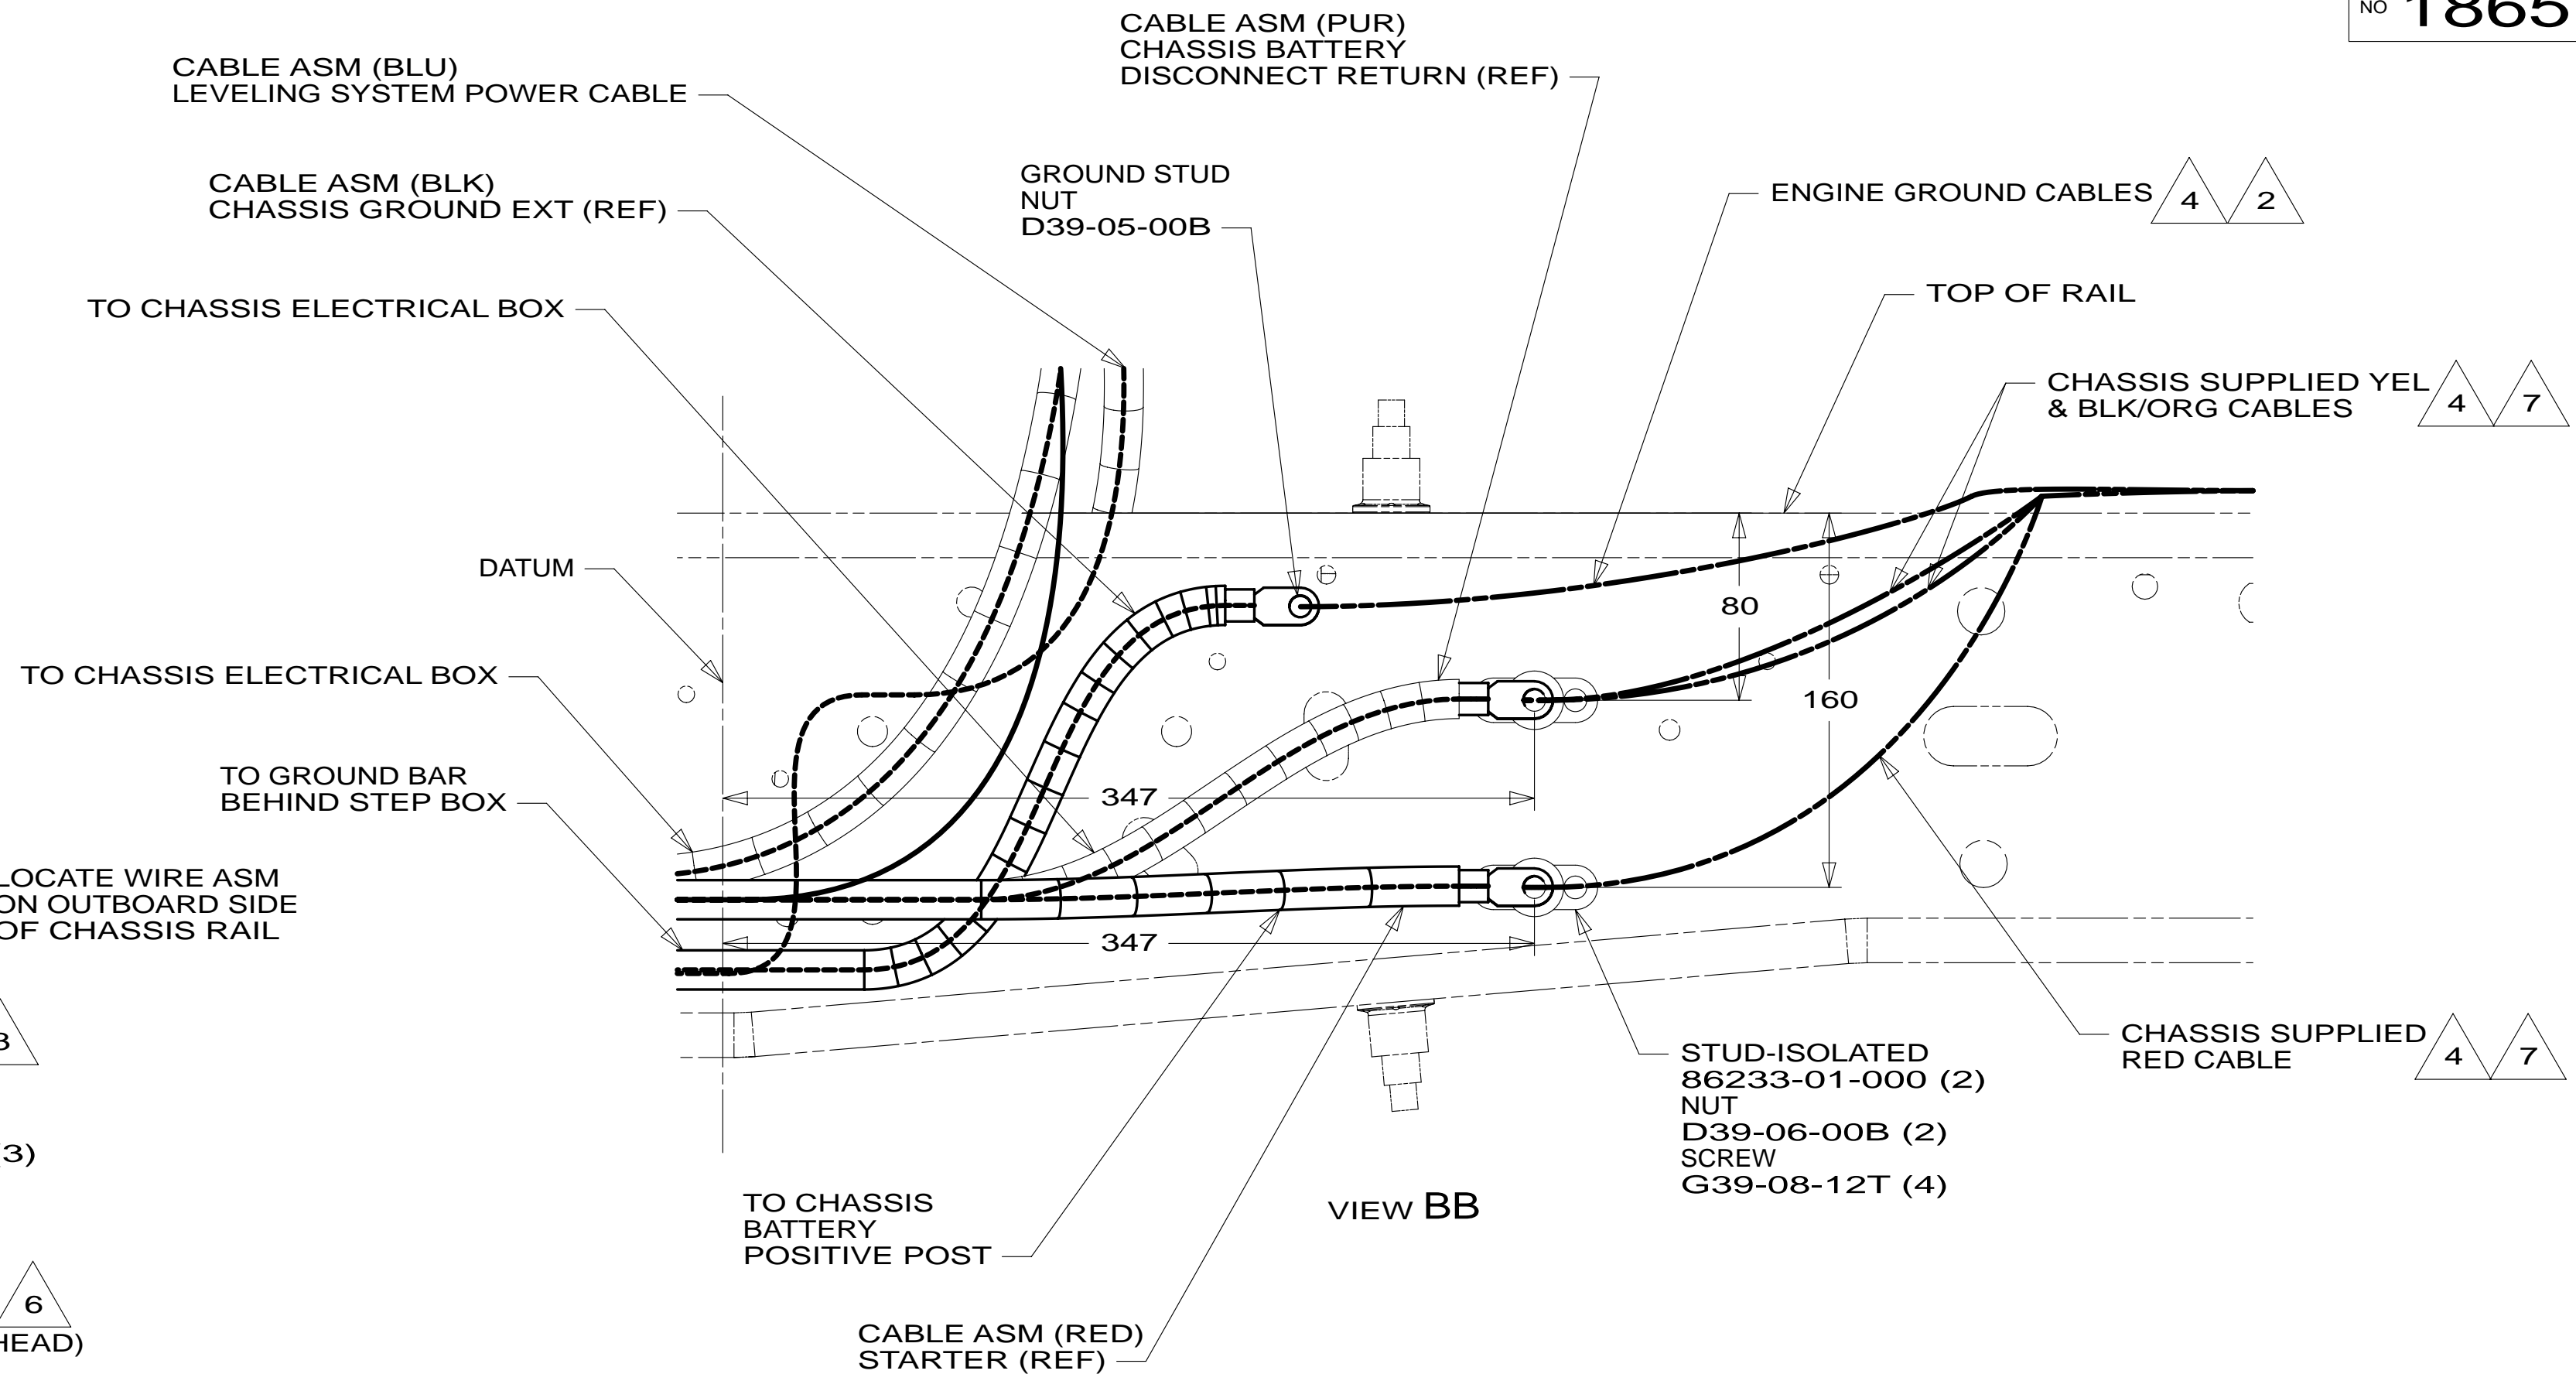 NO 1865
CABLE ASM (PUR)
CHASSIS BATTERY
DISCONNECT RETURN (REF)
CABLE ASM (BLU)
LEVELING SYSTEM POWER CABLE
CABLE ASM (BLK)
CHASSIS GROUND EXT (REF)
GROUND STUD
NUT
D39-05-00B
ENGINE GROUND CABLES 4 2
TO CHASSIS ELECTRICAL BOX
TOP OF RAIL
CHASSIS SUPPLIED YEL
& BLK/ORG CABLES 4 7
DATUM
80
TO CHASSIS ELECTRICAL BOX
160
TO GROUND BAR
BEHIND STEP BOX
347
LOCATE WIRE ASM
ON OUTBOARD SIDE
OF CHASSIS RAIL
347
CHASSIS SUPPLIED
RED CABLE 4 7
STUD-ISOLATED
86233-01-000 (2)
NUT
D39-06-00B (2)
SCREW
G39-08-12T (4)
3)
TO CHASSIS
BATTERY
POSITIVE POST
VIEW BB
6
HEAD)
CABLE ASM (RED)
STARTER (REF)